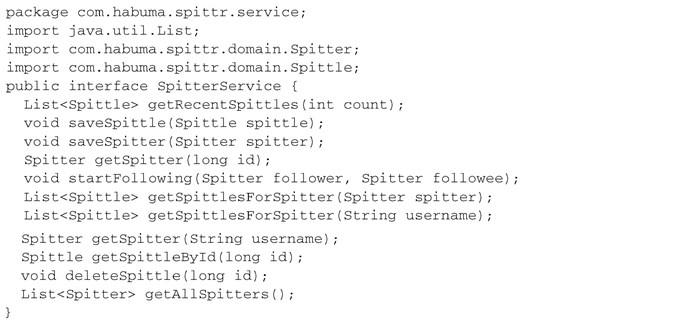 package com.habuma.spittr.service;
import java.util.List;
import com.habuma.spittr.domain.Spitter;
import com.habuma.spittr.domain.Spittle;
public interface SpitterService {
List<Spittle> getRecentSpittles(int count);
void saveSpittle(Spittle spittle);
void saveSpitter(Spitter spitter);
Spitter getSpitter(long id);
void startFollowing(Spitter follower, Spitter followee);
List<Spittle> getSpittlesForSpitter(Spitter spitter);
List<Spittle> getSpittlesForSpitter(String username);
Spitter getSpitter(String username);
Spittle getSpittleById(long id);
void deleteSpittle(long id);
List<Spitter> getAllSpitters();
}